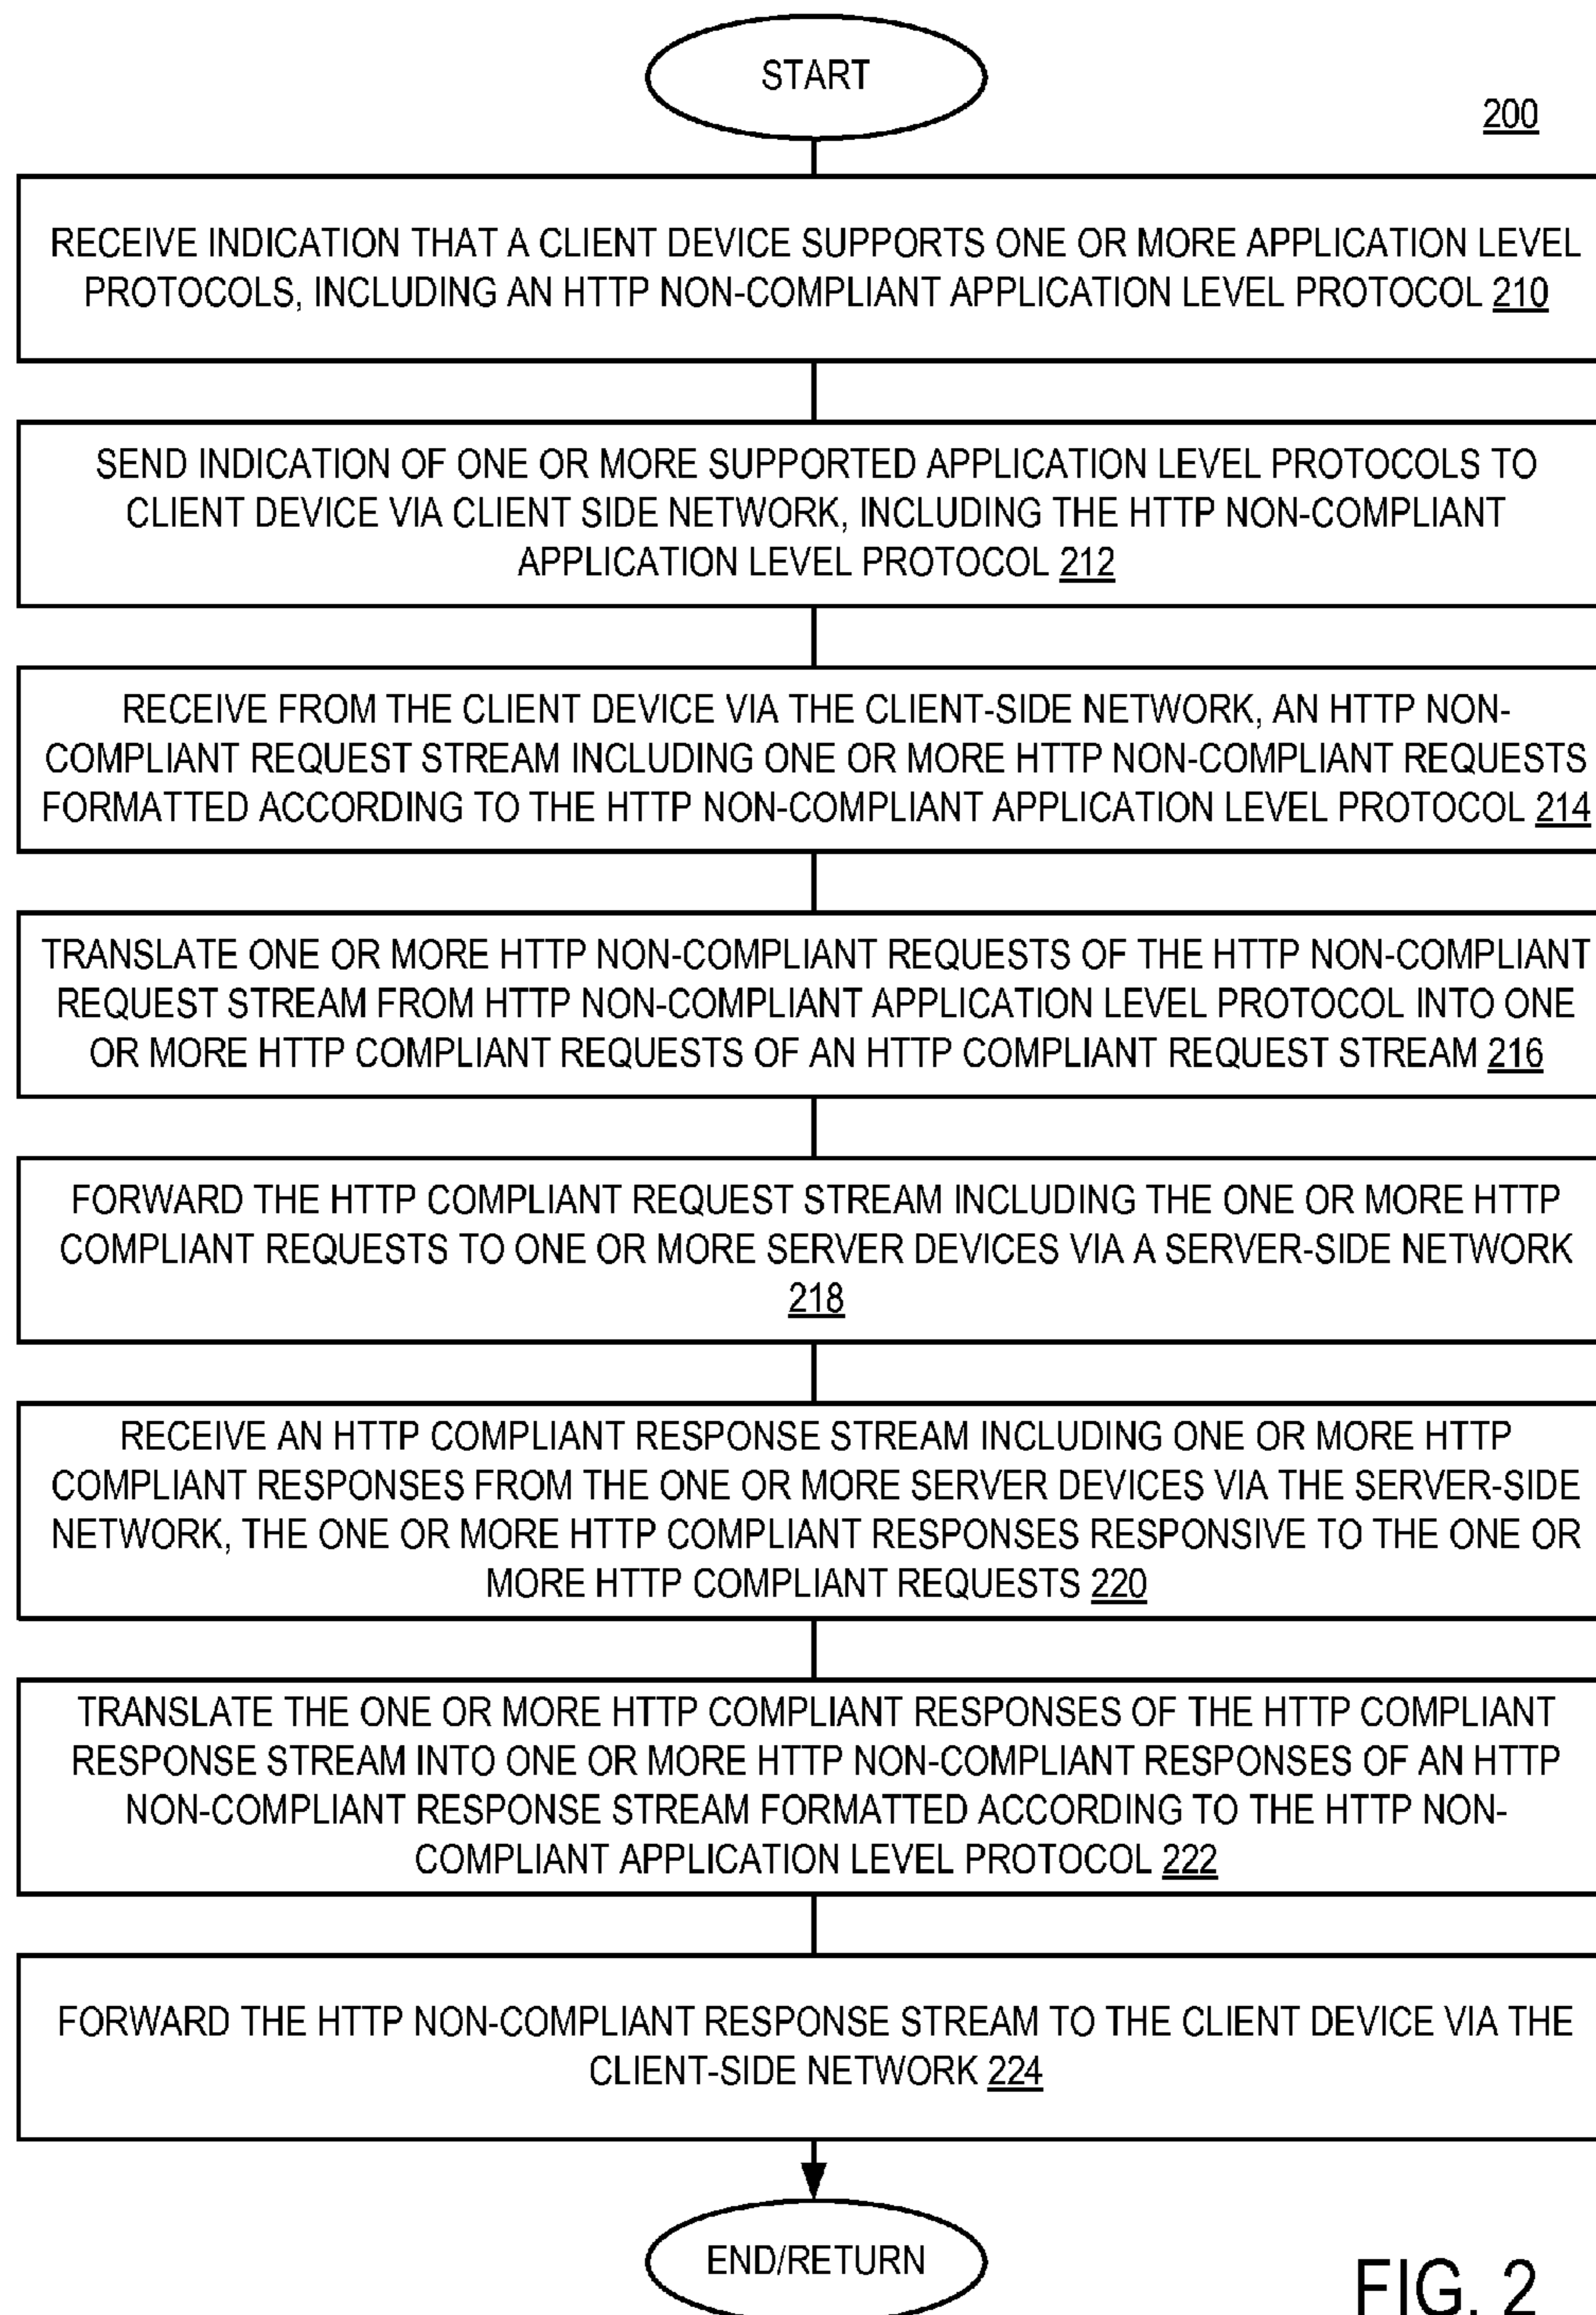 START
200
RECEIVE INDICATION THAT A CLIENT DEVICE SUPPORTS ONE OR MORE APPLICATION LEVEL
PROTOCOLS, INCLUDING AN HTTP NON-COMPLIANT APPLICATION LEVEL PROTOCOL 210
SEND INDICATION OF ONE OR MORE SUPPORTED APPLICATION LEVEL PROTOCOLS TO
CLIENT DEVICE VIA CLIENT SIDE NETWORK, INCLUDING THE HTTP NON-COMPLIANT
APPLICATION LEVEL PROTOCOL 212
RECEIVE FROM THE CLIENT DEVICE VIA THE CLIENT-SIDE NETWORK, AN HTTP NON-
COMPLIANT REQUEST STREAM INCLUDING ONE OR MORE HTTP NON-COMPLIANT REQUESTS
FORMATTED ACCORDING TO THE HTTP NON-COMPLIANT APPLICATION LEVEL PROTOCOL 214
TRANSLATE ONE OR MORE HTTP NON-COMPLIANT REQUESTS OF THE HTTP NON-COMPLIANT
REQUEST STREAM FROM HTTP NON-COMPLIANT APPLICATION LEVEL PROTOCOL INTO ONE
OR MORE HTTP COMPLIANT REQUESTS OF AN HTTP COMPLIANT REQUEST STREAM 216
FORWARD THE HTTP COMPLIANT REQUEST STREAM INCLUDING THE ONE OR MORE HTTP
COMPLIANT REQUESTS TO ONE OR MORE SERVER DEVICES VIA A SERVER-SIDE NETWORK
218
RECEIVE AN HTTP COMPLIANT RESPONSE STREAM INCLUDING ONE OR MORE HTTP
COMPLIANT RESPONSES FROM THE ONE OR MORE SERVER DEVICES VIA THE SERVER-SIDE
NETWORK, THE ONE OR MORE HTTP COMPLIANT RESPONSES RESPONSIVE TO THE ONE OR
MORE HTTP COMPLIANT REQUESTS 220
TRANSLATE THE ONE OR MORE HTTP COMPLIANT RESPONSES OF THE HTTP COMPLIANT
RESPONSE STREAM INTO ONE OR MORE HTTP NON-COMPLIANT RESPONSES OF AN HTTP
NON-COMPLIANT RESPONSE STREAM FORMATTED ACCORDING TO THE HTTP NON-
COMPLIANT APPLICATION LEVEL PROTOCOL 222
FORWARD THE HTTP NON-COMPLIANT RESPONSE STREAM TO THE CLIENT DEVICE VIA THE
CLIENT-SIDE NETWORK 224
END/RETURN
FIG. 2